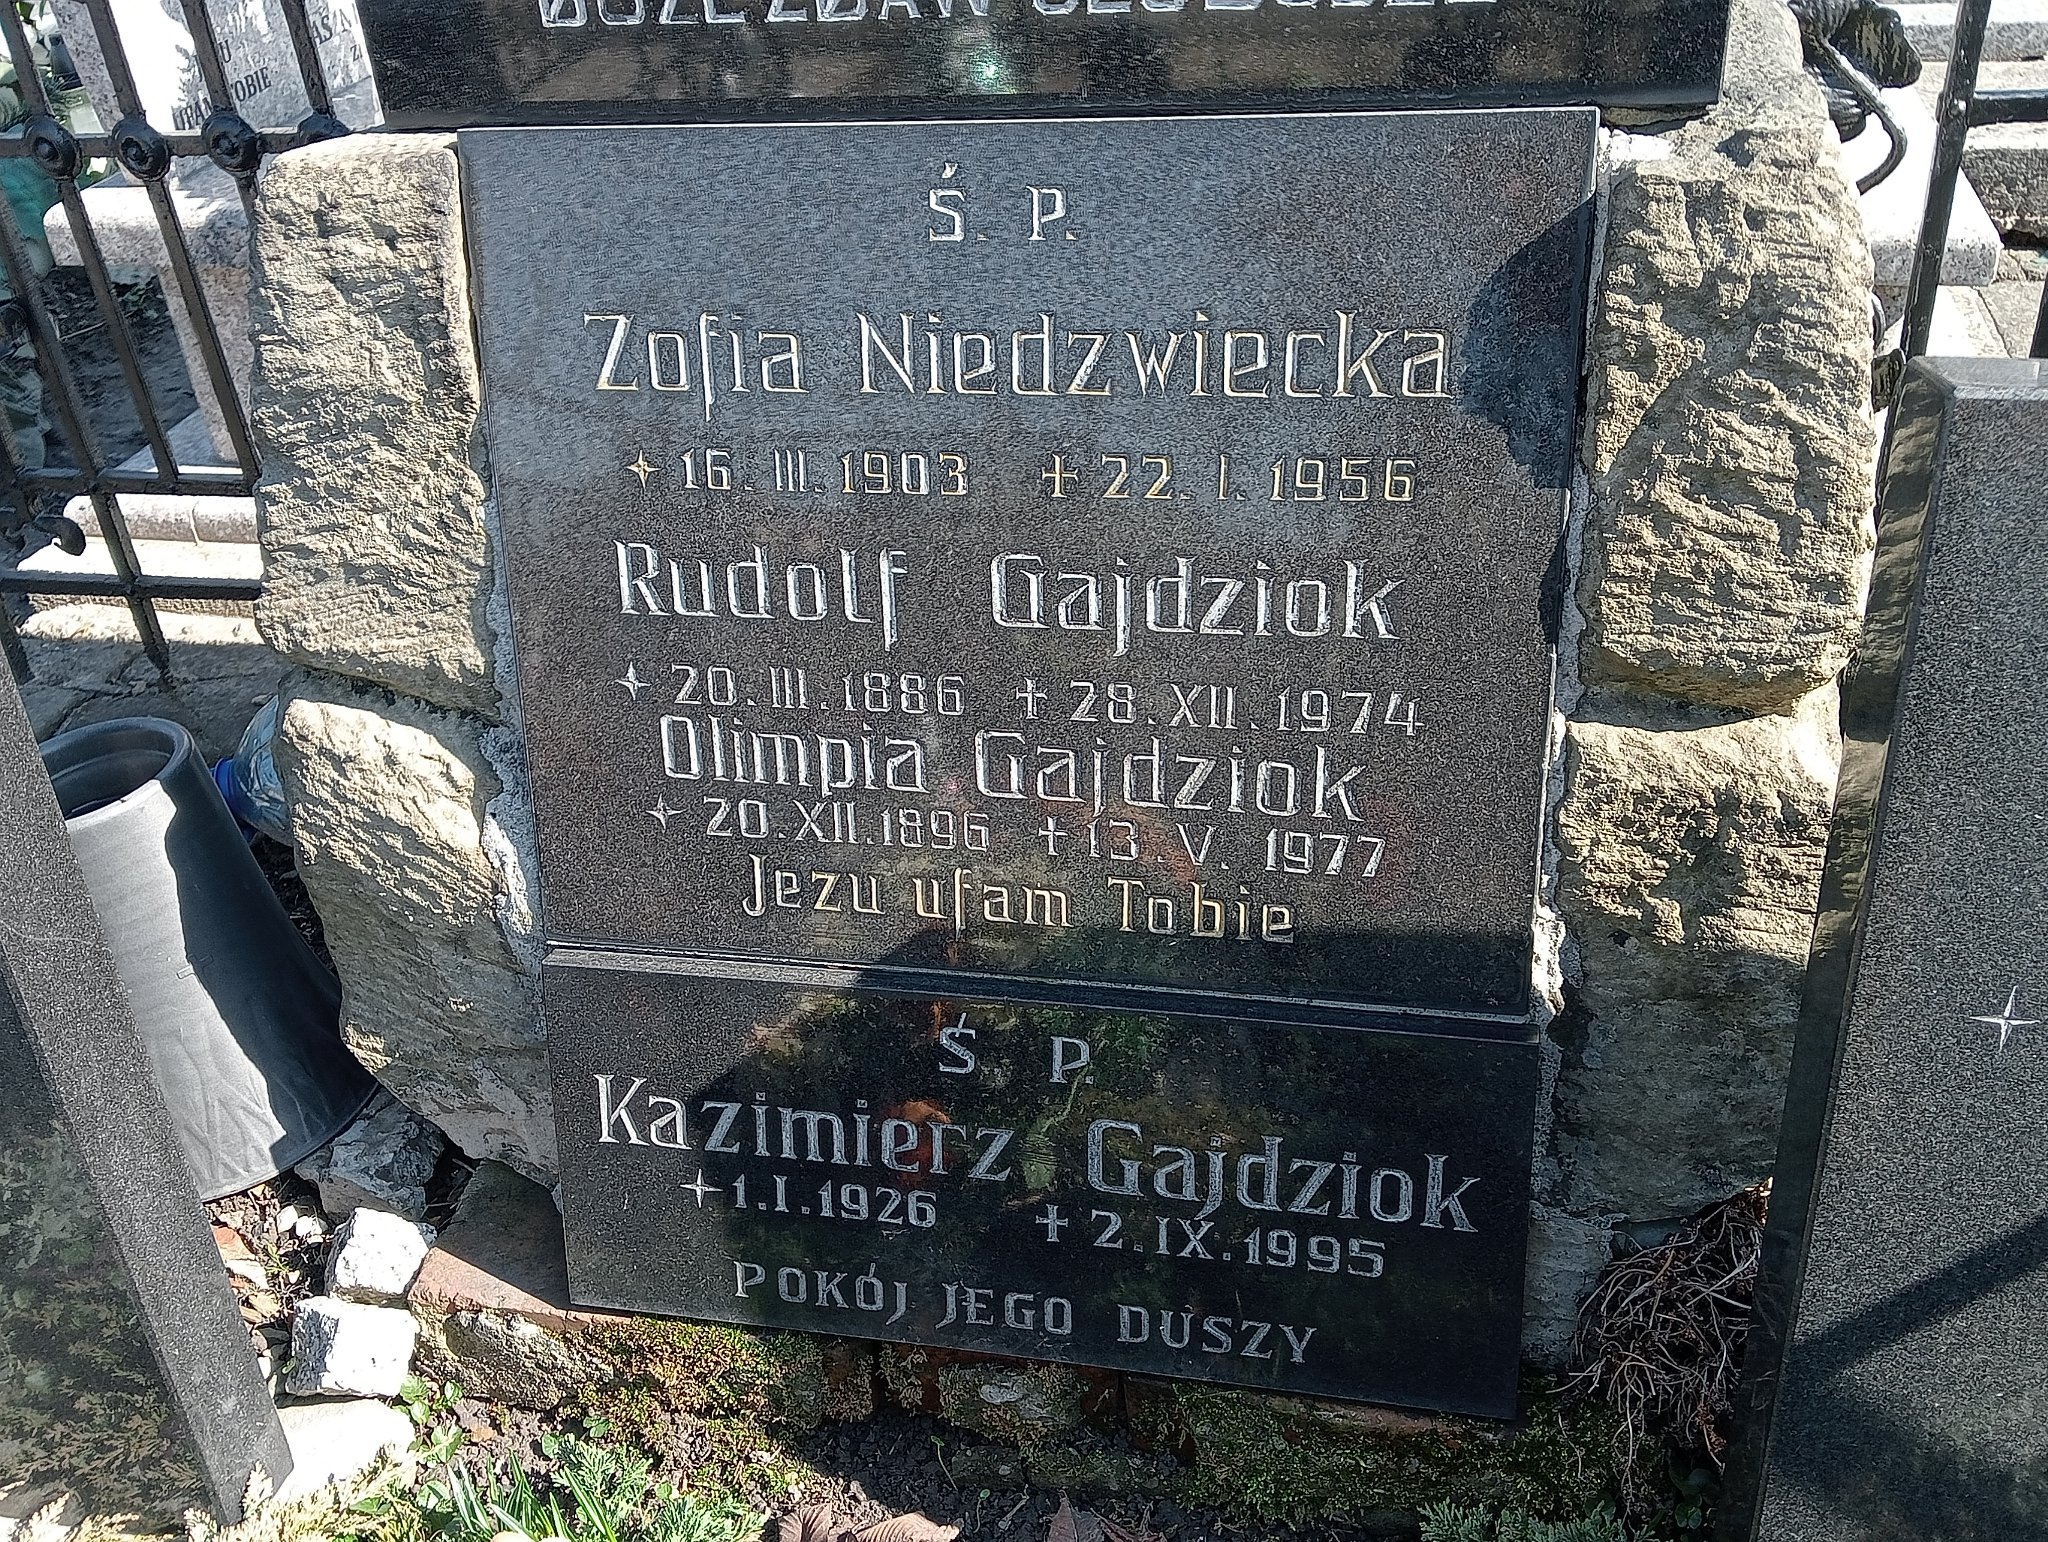 TOBIE
Ś. P.
Zofia Niedzwiecka
16. III. 1903 + 22. I. 1956
Rudolf Gajdziok
20. III. 1886 + 28. XII. 1974
Olimpia Gajdziok
20. XII. 1896 + 13. V. 1977
Jezu ufam Tobie
Ś P.
Kazimierz Gajdziok
1. I. 1926 + 2. IX. 1995
POKÓJ JEGO DUSZY